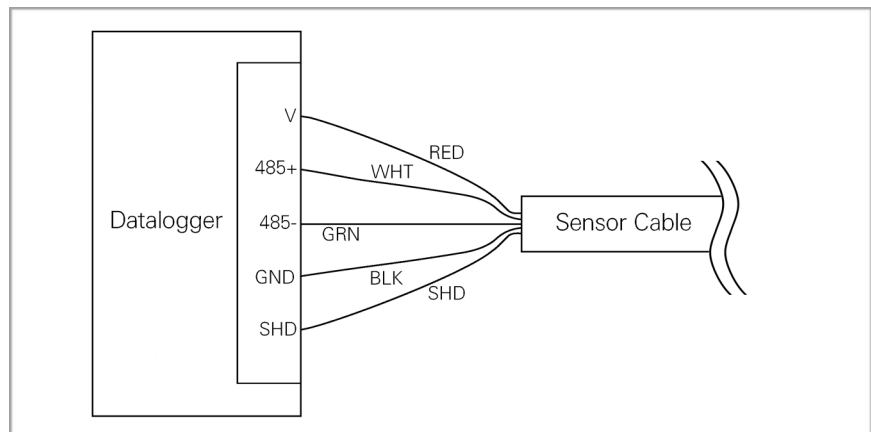 V
RED
485+
WHT
Datalogger
485-
GRN
Sensor Cable
GND
BLK
SHD
SHD